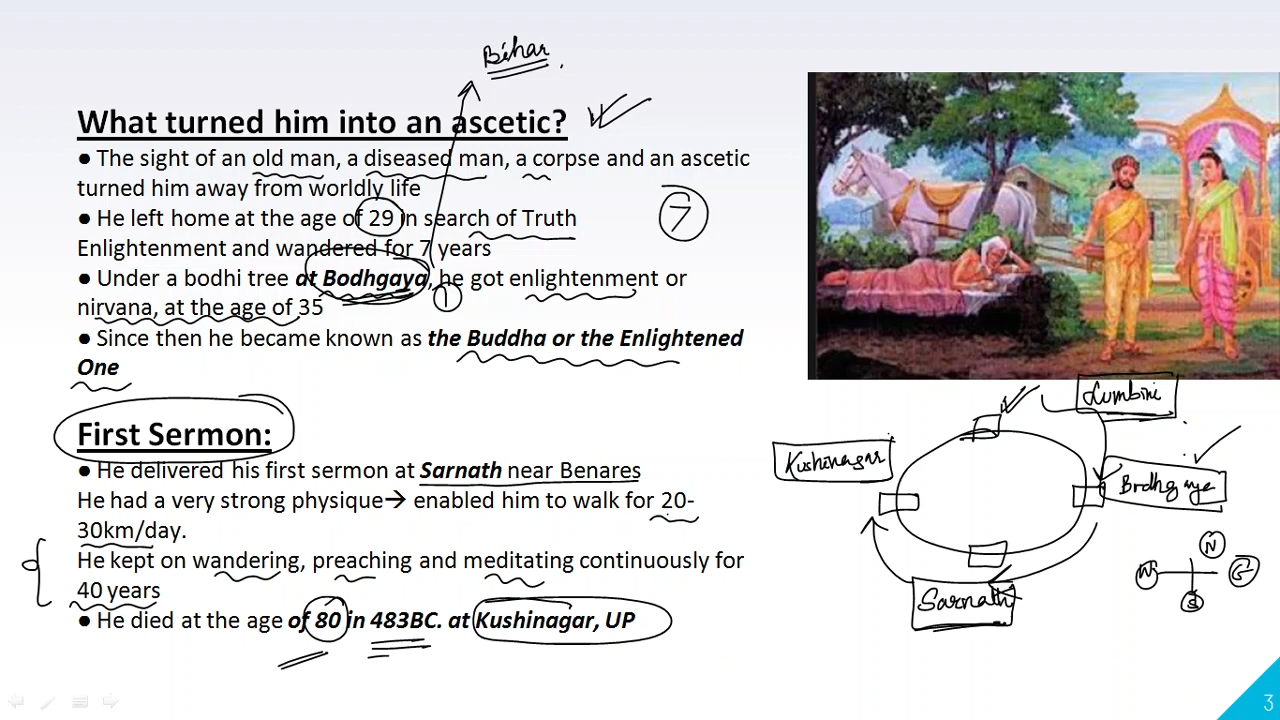 Bihar
What turned him into an ascetic?
● The sight of an old man, a diseased man, a corpse and an ascetic
turned him away from worldly life
● He left home at the age of 29 in search of Truth
7
Enlightenment and wandered for 7 years
● Under a bodhi tree at Bodhgaya, he got enlightenment or
1
nirvana, at the age of 35
● Since then he became known as the Buddha or the Enlightened
One
Lumbini
First Sermon:
Kushinagar
● He delivered his first sermon at Sarnath near Benares
Bodhgaya
He had a very strong physique→ enabled him to walk for 20-
30km/day.
N
He kept on wandering, preaching and meditating continuously for
W
E
40 years
Sarnath
S
● He died at the age of 80 in 483BC. at Kushinagar, UP
3